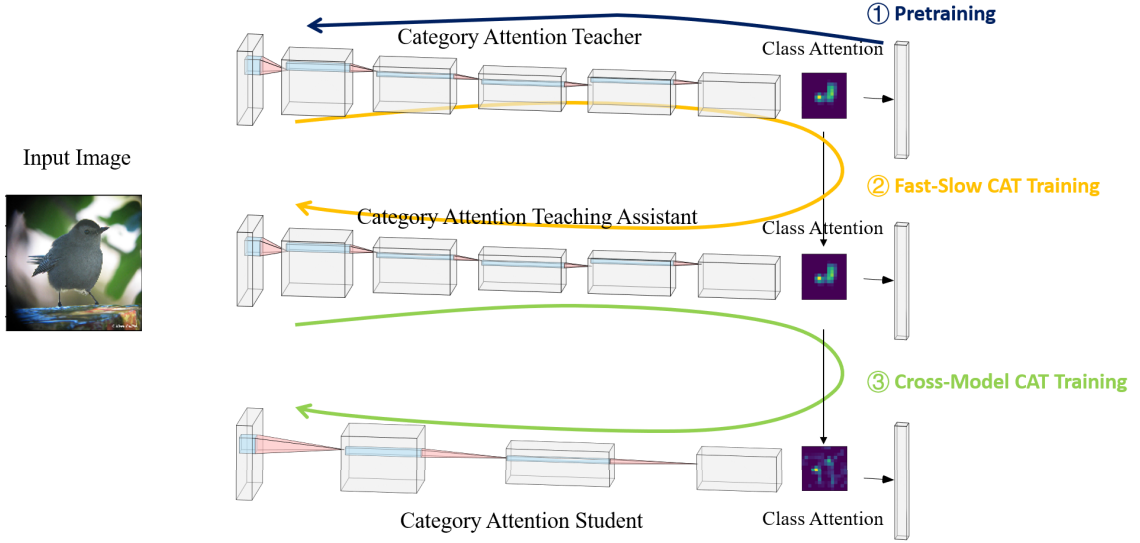 ① Pretraining
Category Attention Teacher
Class Attention
Input Image
② Fast-Slow CAT Training
Category Attention Teaching Assistant
Class Attention
③ Cross-Model CAT Training
Category Attention Student
Class Attention